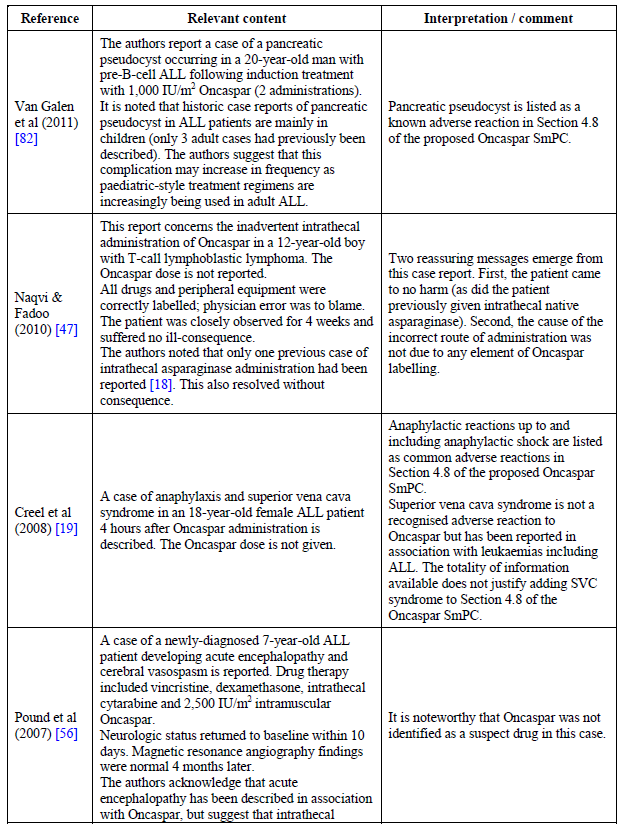 Reference
Relevant content
Interpretation / comment
Van Galen
et al (2011)
[82]
The authors report a case of a pancreatic
pseudocyst occurring in a 20-year-old man with
pre-B-cell ALL following induction treatment
with 1,000 IU/m² Oncaspar (2 administrations).
It is noted that historic case reports of pancreatic
pseudocyst in ALL patients are mainly in
children (only 3 adult cases had previously been
described). The authors suggest that this
complication may increase in frequency as
paediatric-style treatment regimens are
increasingly being used in adult ALL.
Pancreatic pseudocyst is listed as a
known adverse reaction in Section 4.8
of the proposed Oncaspar SmPC.
Naqvi &
Fadoo
(2010) [47]
This report concerns the inadvertent intrathecal
administration of Oncaspar in a 12-year-old boy
with T-call lymphoblastic lymphoma. The
Oncaspar dose is not reported.
All drugs and peripheral equipment were
correctly labelled; physician error was to blame.
The patient was closely observed for 4 weeks and
suffered no ill-consequence.
The authors noted that only one previous case of
intrathecal asparaginase administration had been
reported [18]. This also resolved without
consequence.
Two reassuring messages emerge from
this case report. First, the patient came
to no harm (as did the patient
previously given intrathecal native
asparaginase). Second, the cause of the
incorrect route of administration was
not due to any element of Oncaspar
labelling.
Creel et al
(2008) [19]
A case of anaphylaxis and superior vena cava
syndrome in an 18-year-old female ALL patient
4 hours after Oncaspar administration is
described. The Oncaspar dose is not given.
Anaphylactic reactions up to and
including anaphylactic shock are listed
as common adverse reactions in
Section 4.8 of the proposed Oncaspar
SmPC.
Superior vena cava syndrome is not a
recognised adverse reaction to
Oncaspar but has been reported in
association with leukaemias including
ALL. The totality of information
available does not justify adding SVC
syndrome to Section 4.8 of the
Oncaspar SmPC.
Pound et al
(2007) [56]
A case of a newly-diagnosed 7-year-old ALL
patient developing acute encephalopathy and
cerebral vasospasm is reported. Drug therapy
included vincristine, dexamethasone, intrathecal
cytarabine and 2,500 IU/m² intramuscular
Oncaspar.
Neurologic status returned to baseline within 10
days. Magnetic resonance angiography findings
were normal 4 months later.
The authors acknowledge that acute
encephalopathy has been described in association
with Oncaspar, but suggest that intrathecal
It is noteworthy that Oncaspar was not
identified as a suspect drug in this case.